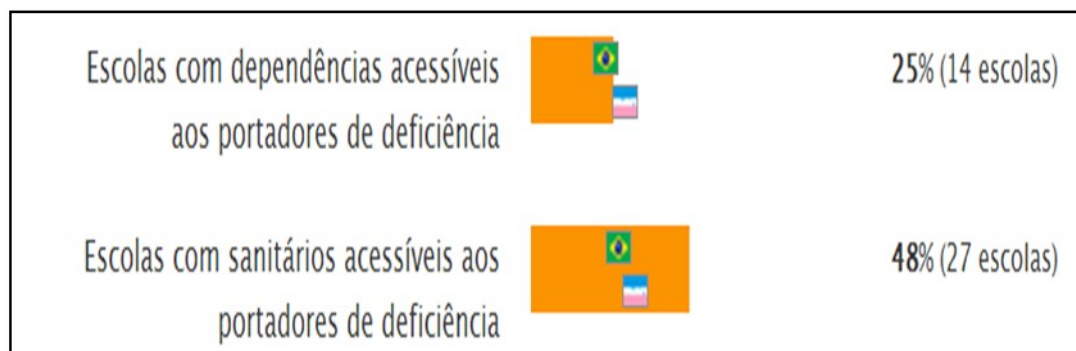 Escolas com dependências acessíveis
aos portadores de deficiência
25% (14 escolas)
Escolas com sanitários acessíveis aos
portadores de deficiência
48% (27 escolas)